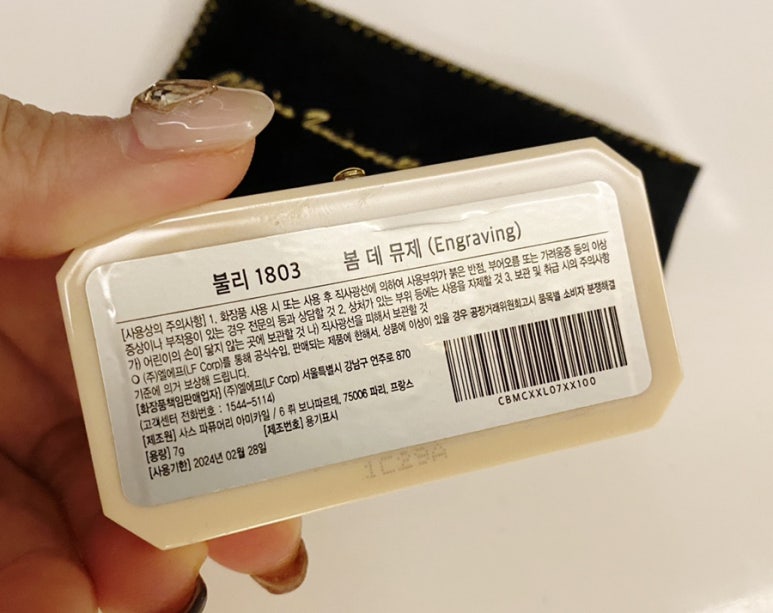 불리 1803 봄 데 뮤제 (Engraving)
[사용상의 주의사항] 1. 화장품 사용 시 또는 사용 후 직사광선에 의하여 사용부위가 붉은 반점, 부어오름 또는 가려움증 등의 이상
증상이나 부작용이 있는 경우 전문의 등과 상담할 것 2. 상처가 있는 부위 등에는 사용을 자제할 것 3. 보관 및 취급 시의 주의사항
가) 어린이의 손이 닿지 않는 곳에 보관할 것 나) 직사광선을 피해서 보관할 것
O (주)엘에프(LF Corp)를 통해 공식수입, 판매되는 제품에 한해서, 상품에 이상이 있을 경우 공정거래위원회고시 품목별 소비자 분쟁해결
기준에 의거 보상해 드립니다.
[화장품책임판매업자] (주)엘에프(LF Corp) 서울특별시 강남구 언주로 870
(고객센터 전화번호 : 1544-5114)
[제조원] 사스 파퓨머리 아미카일 / 6 뤼 보나파르테, 75006 파리, 프랑스
[용량] 7g [제조번호] 용기표시
[사용기한] 2024년 02월 28일
CBMCXXL07XX100
1C29A